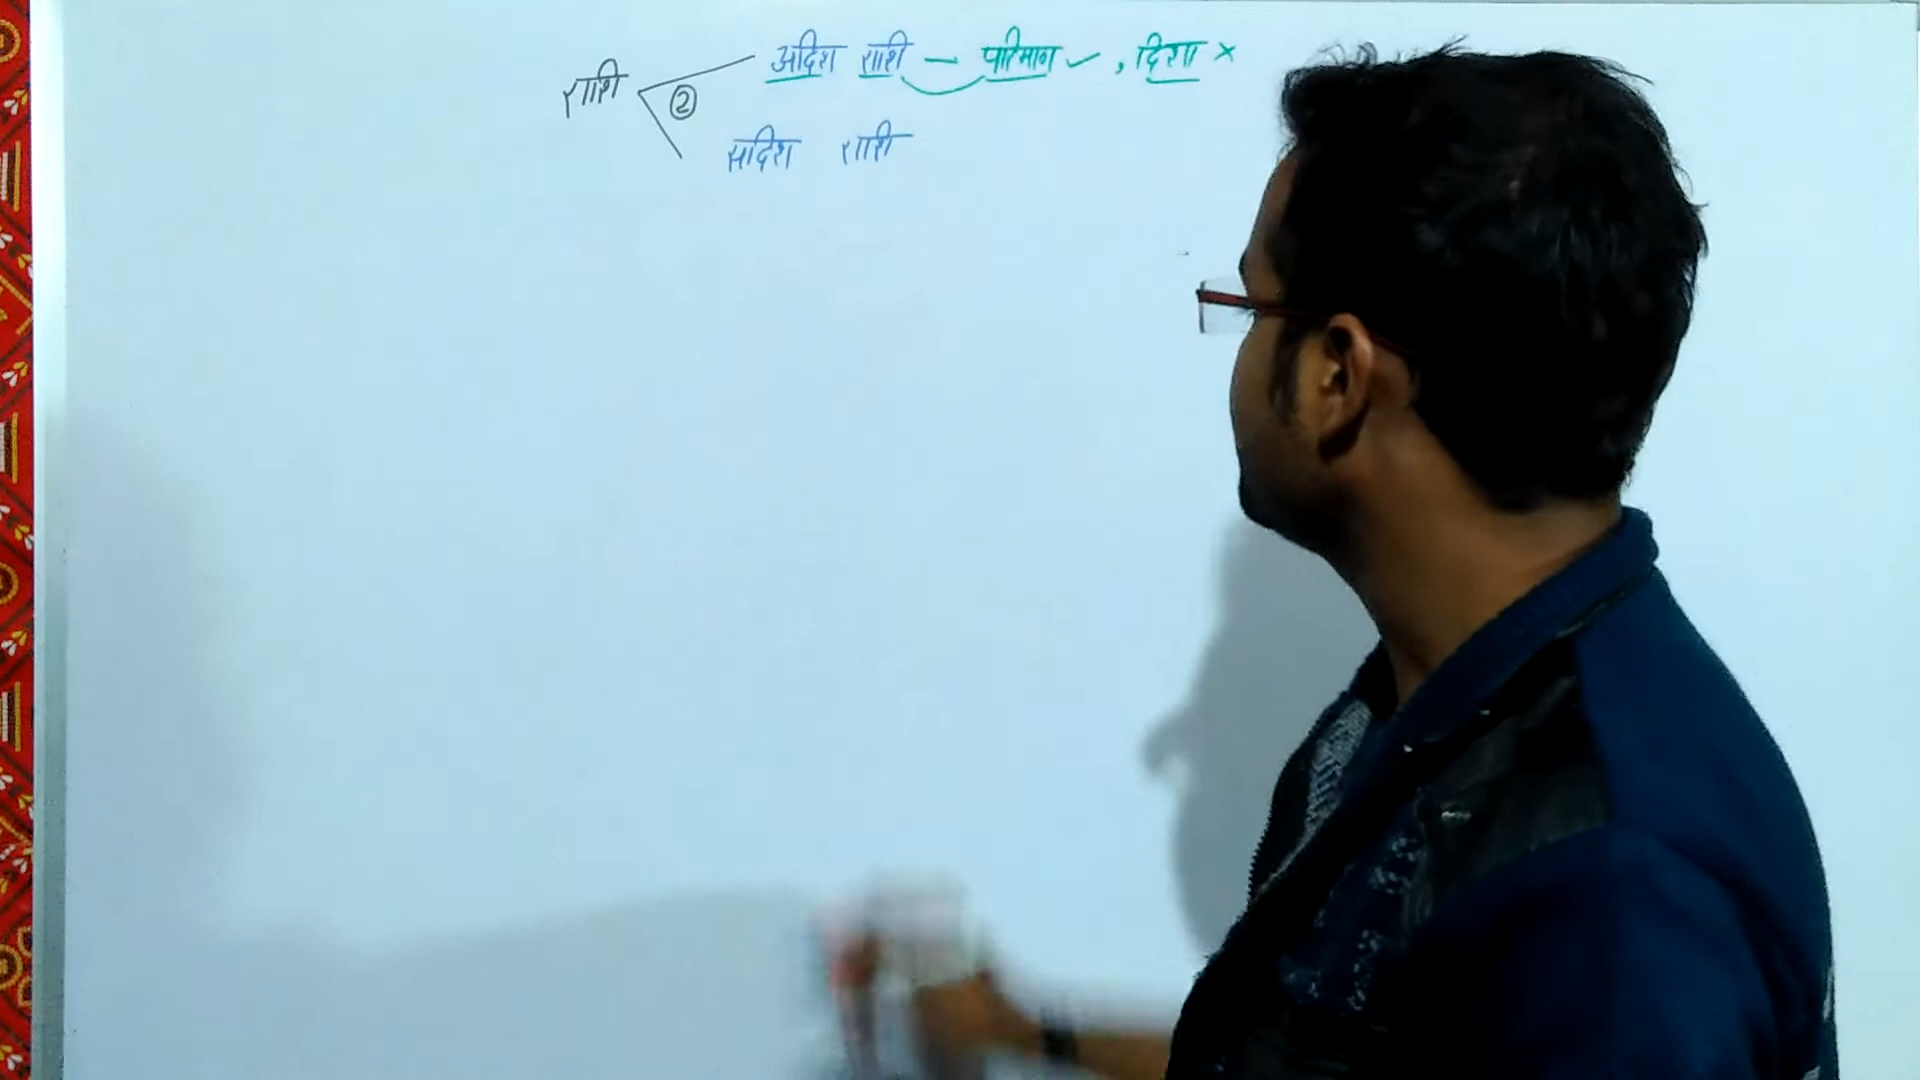 राशि ② अदिश राशि – परिमाण ✓, दिशा ×
सदिश राशि